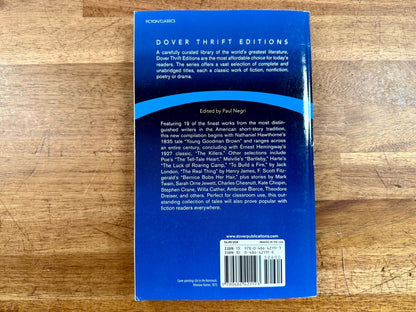 FICTION/CLASSICS
DOVER THRIFT EDITIONS
A carefully curated library of the world's greatest literature,
Dover Thrift Editions are the most affordable choice for today's
readers. The series offers a vast selection of complete and
unabridged titles, each a classic work of fiction, nonfiction,
poetry or drama.
Edited by Paul Negri
Featuring 19 of the finest works from the most distin-
guished writers in the American short-story tradition,
this new compilation begins with Nathaniel Hawthorne's
1835 tale "Young Goodman Brown" and ranges across
an entire century, concluding with Ernest Hemingway's
1927 classic, "The Killers." Other selections include
Poe's "The Tell-Tale Heart," Melville's "Bartleby," Harte's
"The Luck of Roaring Camp," "To Build a Fire," by Jack
London, "The Real Thing" by Henry James, F. Scott Fitz-
gerald's "Bernice Bobs Her Hair," plus stories by Mark
Twain, Sarah Orne Jewett, Charles Chesnutt, Kate Chopin,
Stephen Crane, Willa Cather, Ambrose Bierce, Theodore
Dreiser, and others. Perfect for classroom use, this out-
standing collection of tales will also prove popular with
fiction readers everywhere.
www.doverpublications.com
PRINTED IN THE USA